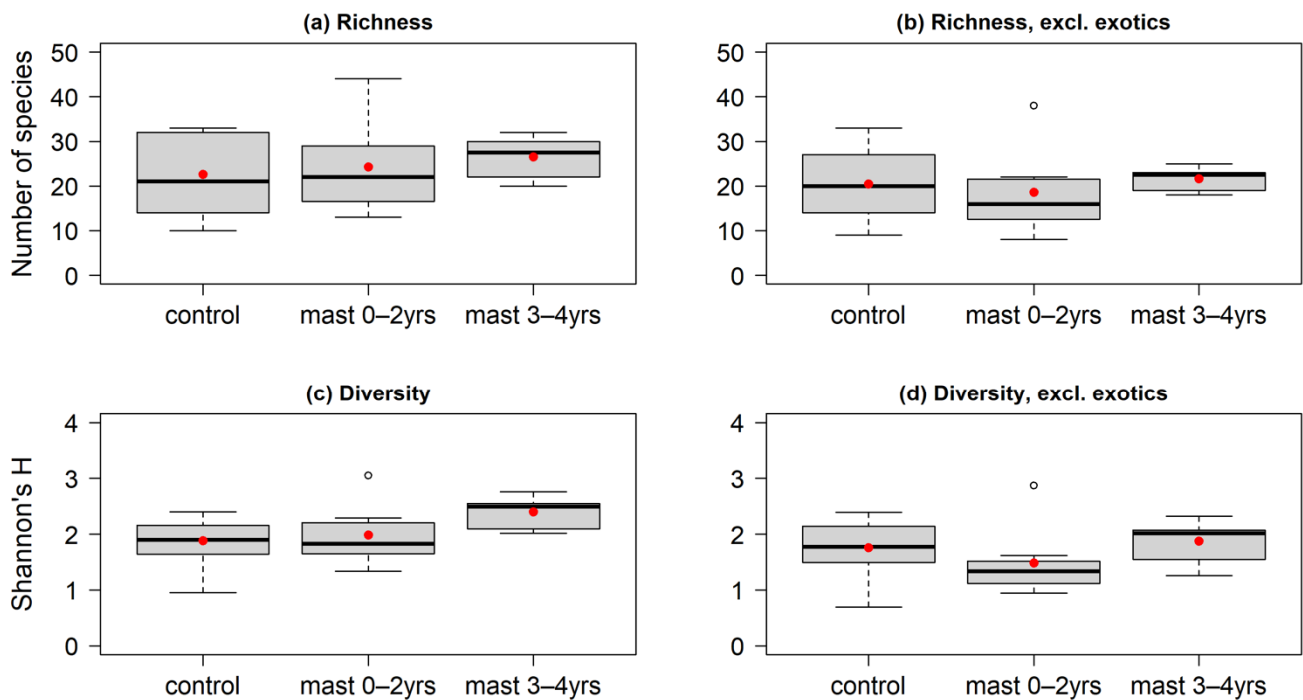 (a) Richness
Number of species
50
40
30
20
10
0
control mast 0–2yrs mast 3–4yrs
(b) Richness, excl. exotics
50
40
30
20
10
0
control mast 0–2yrs mast 3–4yrs
(c) Diversity
Shannon's H
4
3
2
1
0
control mast 0–2yrs mast 3–4yrs
(d) Diversity, excl. exotics
4
3
2
1
0
control mast 0–2yrs mast 3–4yrs